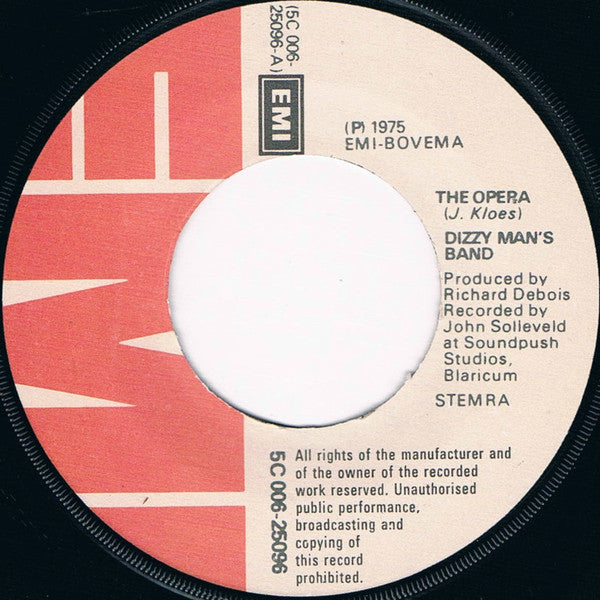 (5C 006-
25096-A)
EMI
(P) 1975
EMI-BOVEMA
THE OPERA
(J. Kloes)
DIZZY MAN'S
BAND
Produced by
Richard Debois
Recorded by
John Solleveld
at Soundpush
Studios,
Blaricum
STEMRA
5C 006-25096
All rights of the manufacturer and
of the owner of the recorded
work reserved. Unauthorised
public performance,
broadcasting and
copying of
this record
prohibited.
EMI